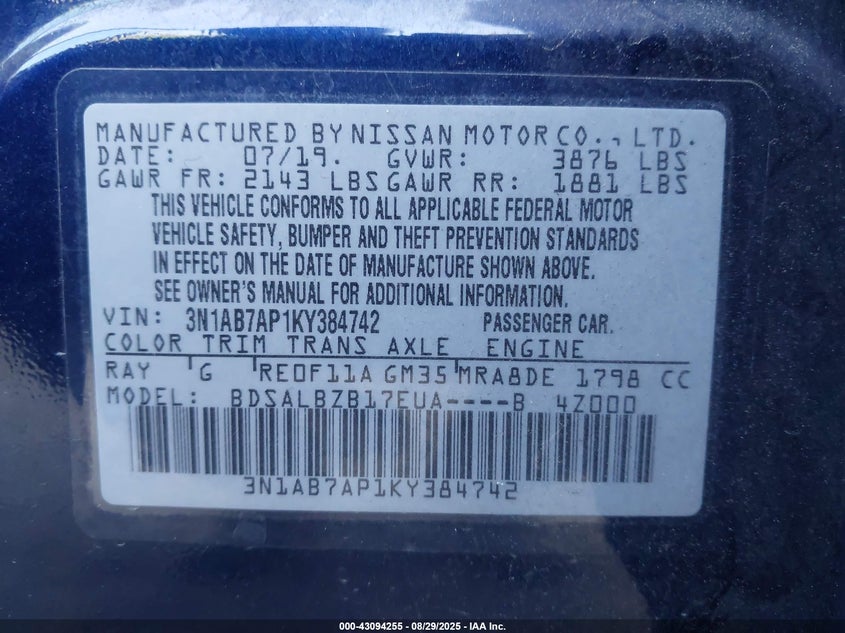 MANUFACTURED BY NISSAN MOTOR CO., LTD.
DATE: 07/19. GVWR: 3876 LBS
GAWR FR: 2143 LBS GAWR RR: 1881 LBS
THIS VEHICLE CONFORMS TO ALL APPLICABLE FEDERAL MOTOR
VEHICLE SAFETY, BUMPER AND THEFT PREVENTION STANDARDS
IN EFFECT ON THE DATE OF MANUFACTURE SHOWN ABOVE.
SEE OWNER'S MANUAL FOR ADDITIONAL INFORMATION.
VIN: 3N1AB7AP1KY384742 PASSENGER CAR.
COLOR TRIM TRANS AXLE ENGINE
RAY G RE0F11A GM35 MRA8DE 1798 CC
MODEL: BDSALBZB17EUA----B 4Z000
3N1AB7AP1KY384742
000-43094255 - 08/29/2025 - IAA Inc.